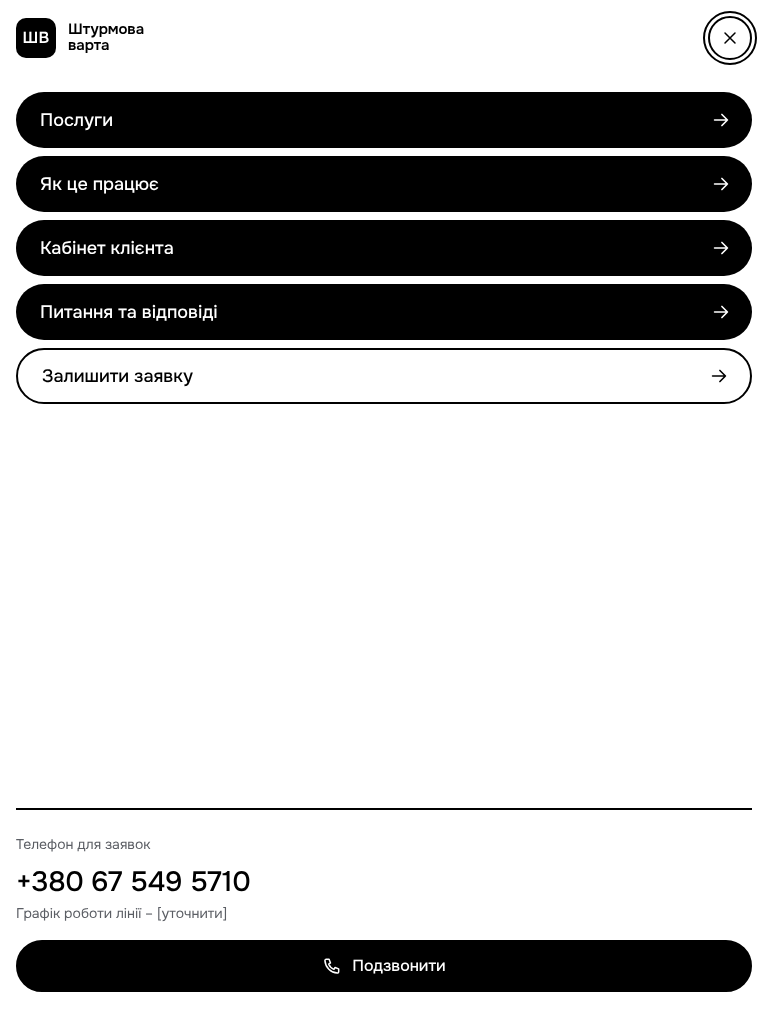 ШВ
Штурмова
варта
Послуги
Як це працює
Кабінет клієнта
Питання та відповіді
Залишити заявку
Телефон для заявок
+380 67 549 5710
Графік роботи лінії – [уточнити]
Подзвонити